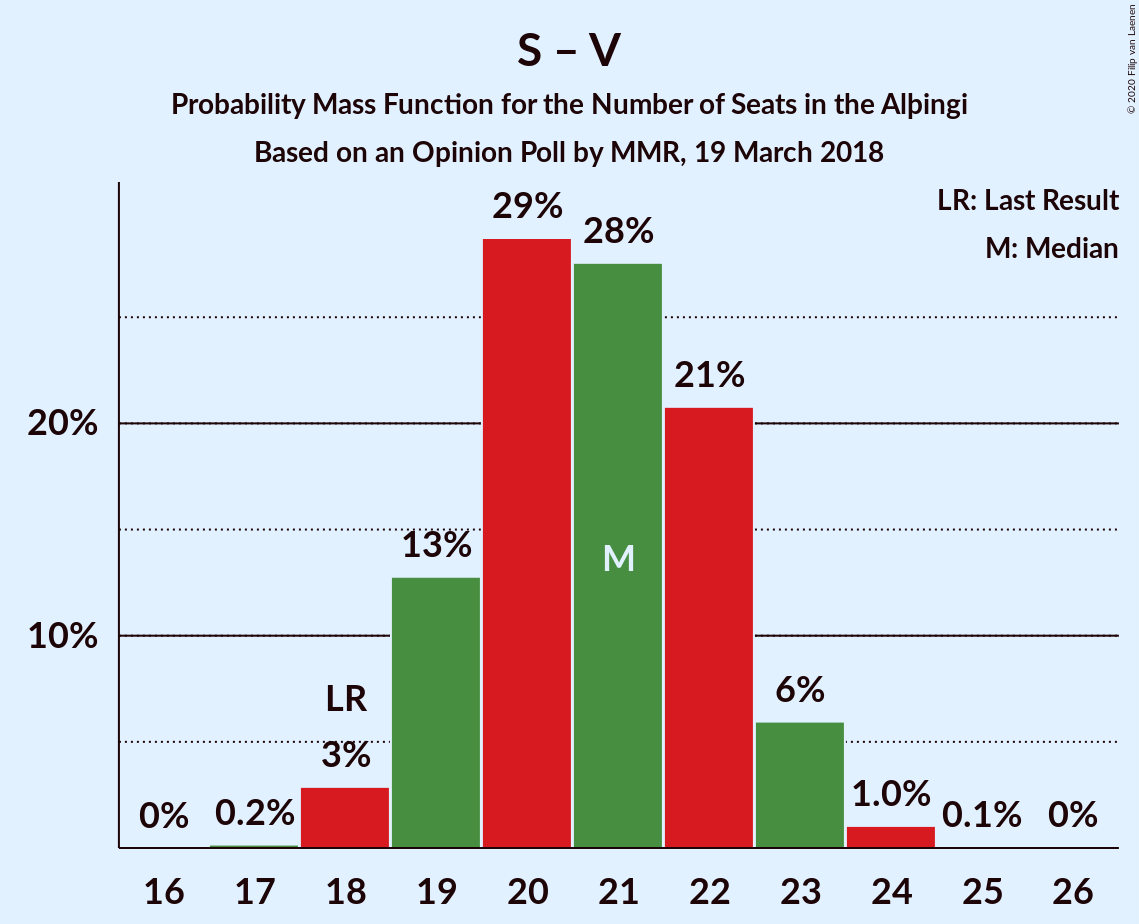 S – V
Probability Mass Function for the Number of Seats in the Alþingi
Based on an Opinion Poll by MMR, 19 March 2018
© 2020 Filip van Laenen
LR: Last Result
M: Median
29%
28%
21%
20%
13%
M
10%
LR
6%
3%
0%
0.2%
1.0%
0.1%
0%
16 17 18 19 20 21 22 23 24 25 26